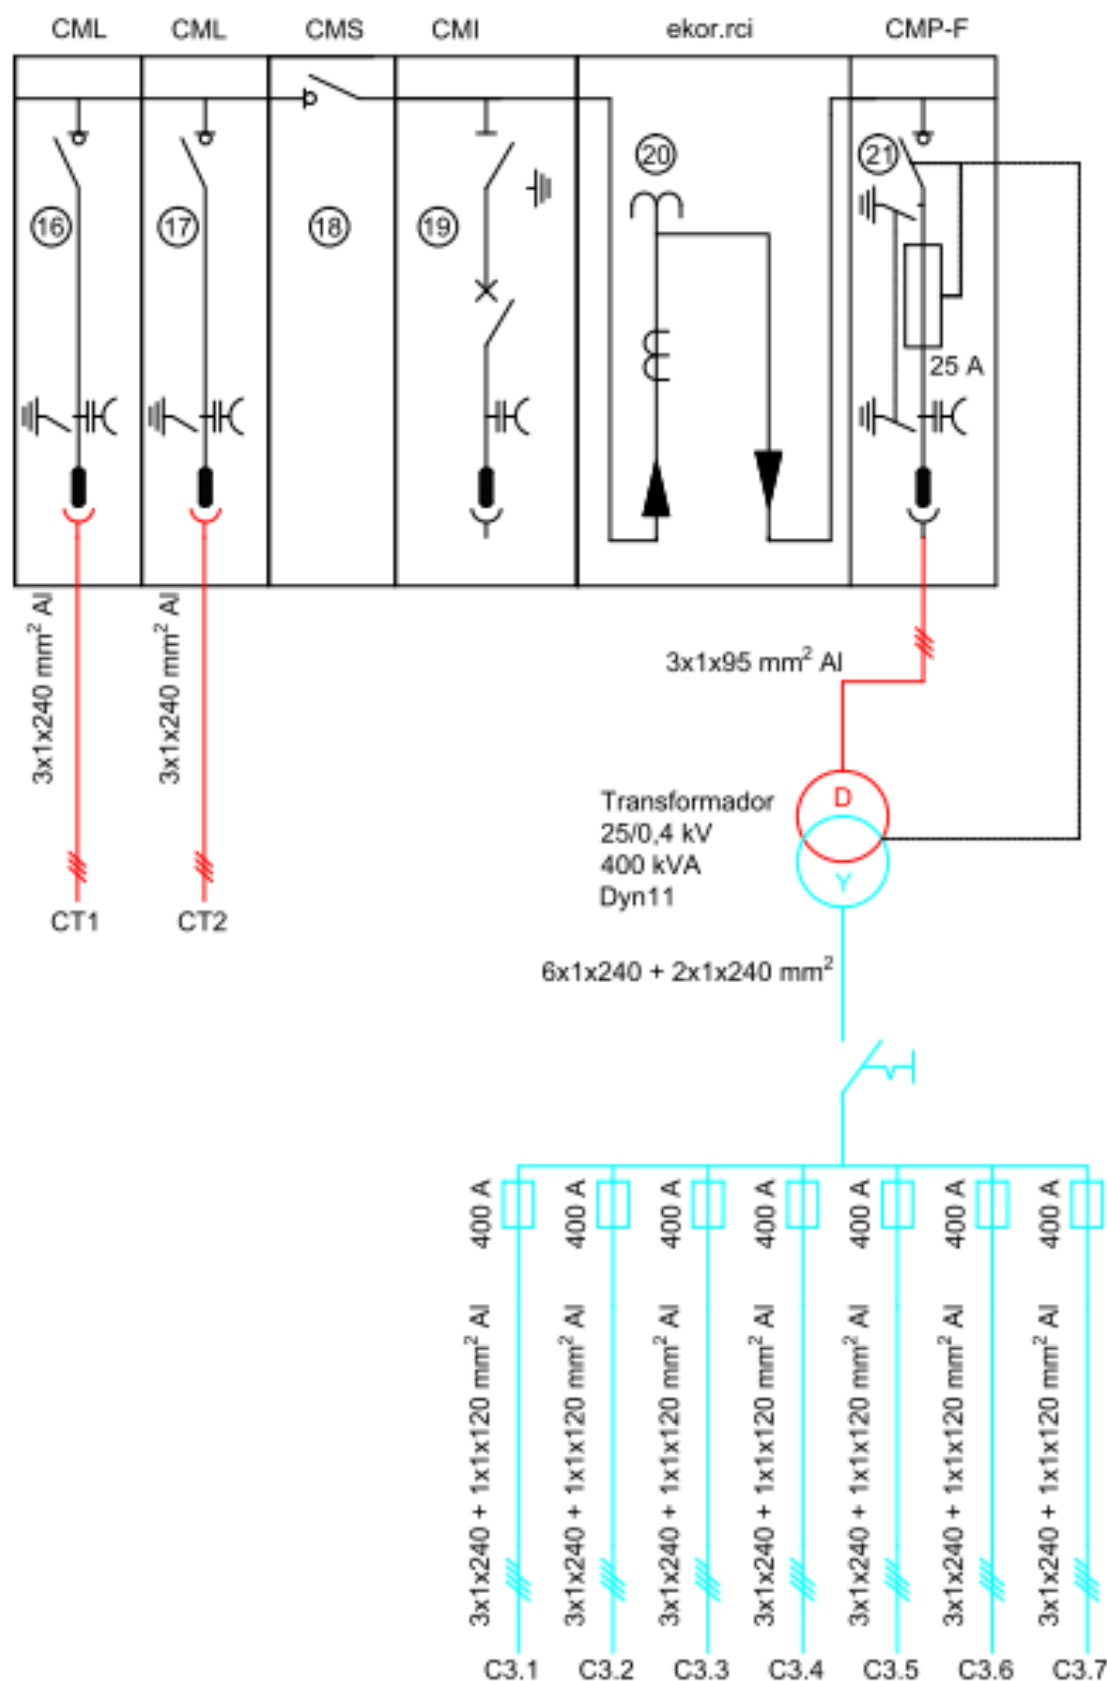 CML
CML
CMS
CMI
ekor.rci
CMP-F
16
17
18
19
20
21
25 A
3x1x240 mm² Al
3x1x240 mm² Al
3x1x95 mm² Al
CT1
CT2
Transformador
25/0,4 kV
400 kVA
Dyn11
D
Y
6x1x240 + 2x1x240 mm²
400 A
400 A
400 A
400 A
400 A
400 A
400 A
3x1x240 + 1x1x120 mm² Al
3x1x240 + 1x1x120 mm² Al
3x1x240 + 1x1x120 mm² Al
3x1x240 + 1x1x120 mm² Al
3x1x240 + 1x1x120 mm² Al
3x1x240 + 1x1x120 mm² Al
3x1x240 + 1x1x120 mm² Al
C3.1
C3.2
C3.3
C3.4
C3.5
C3.6
C3.7